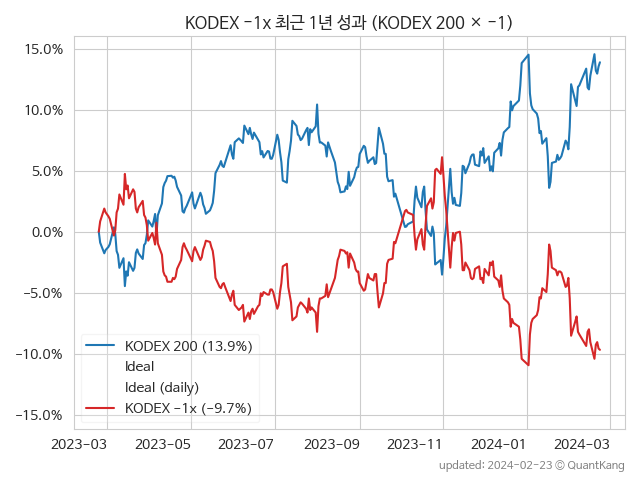 KODEX -1x 최근 1년 성과 (KODEX 200 × -1)
15.0%
10.0%
5.0%
0.0%
-5.0%
-10.0%
-15.0%
KODEX 200 (13.9%)
Ideal
Ideal (daily)
KODEX -1x (-9.7%)
2023-03 2023-05 2023-07 2023-09 2023-11 2024-01 2024-03
updated: 2024-02-23 © QuantKang